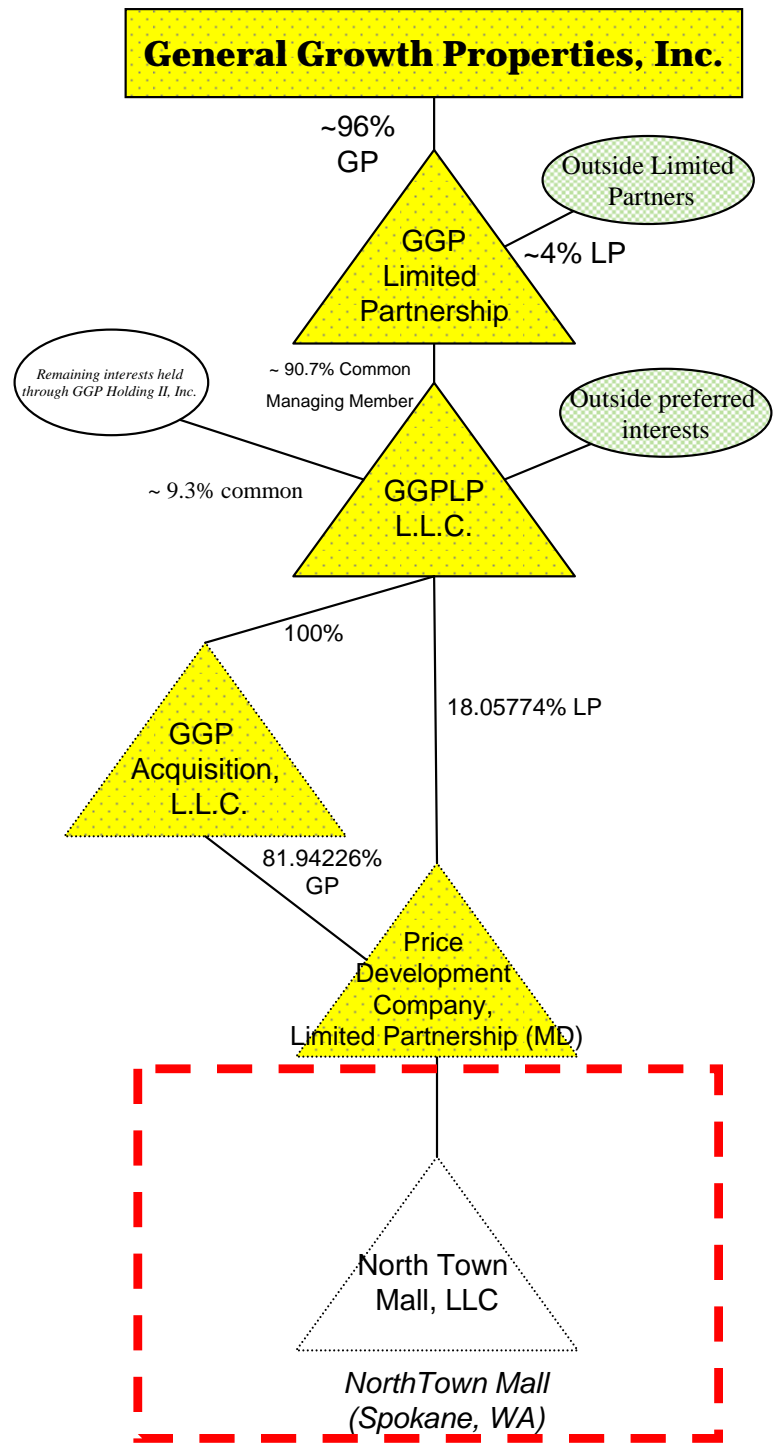 General Growth Properties, Inc.
~96%
GP
Outside Limited
Partners
GGP
Limited
Partnership
~4% LP
Remaining interests held
through GGP Holding II, Inc.
~ 90.7% Common
Managing Member
Outside preferred
interests
~ 9.3% common
GGPLP
L.L.C.
100%
18.05774% LP
GGP
Acquisition,
L.L.C.
81.94226%
GP
Price
Development
Company,
Limited Partnership (MD)
North Town
Mall, LLC
NorthTown Mall
(Spokane, WA)